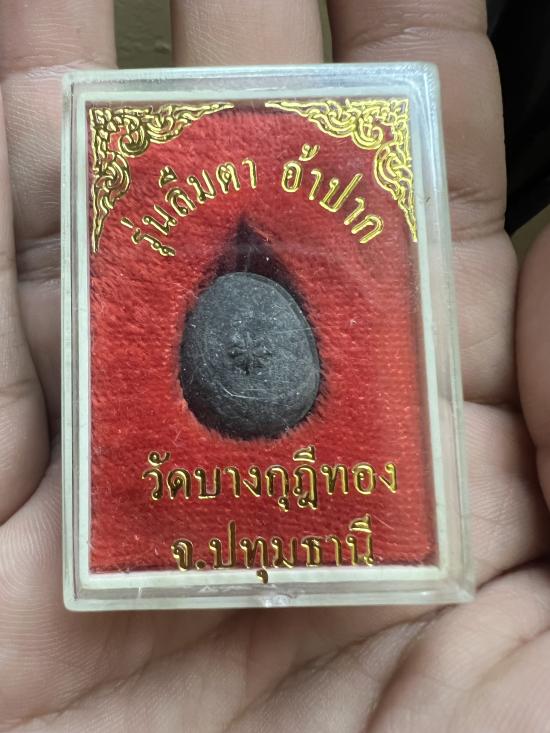 รุ่นลืมตา อ้าปาก
วัดบางกุฎีทอง
จ.ปทุมธานี